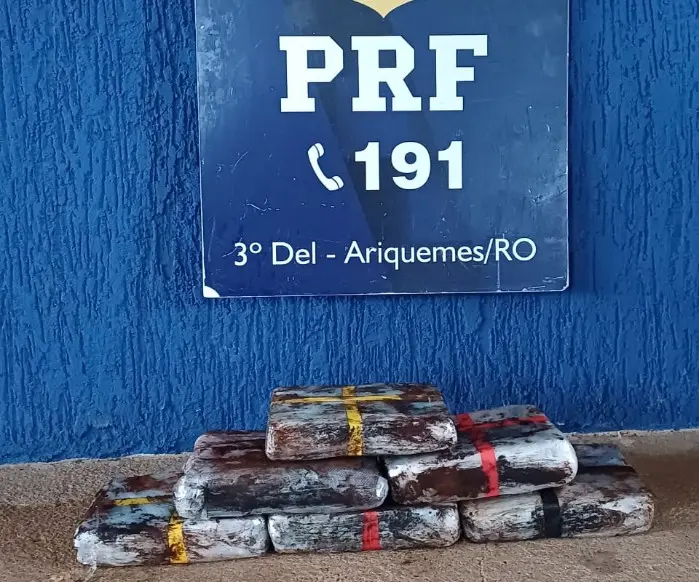 PRF
191
3º Del - Ariquemes/RO